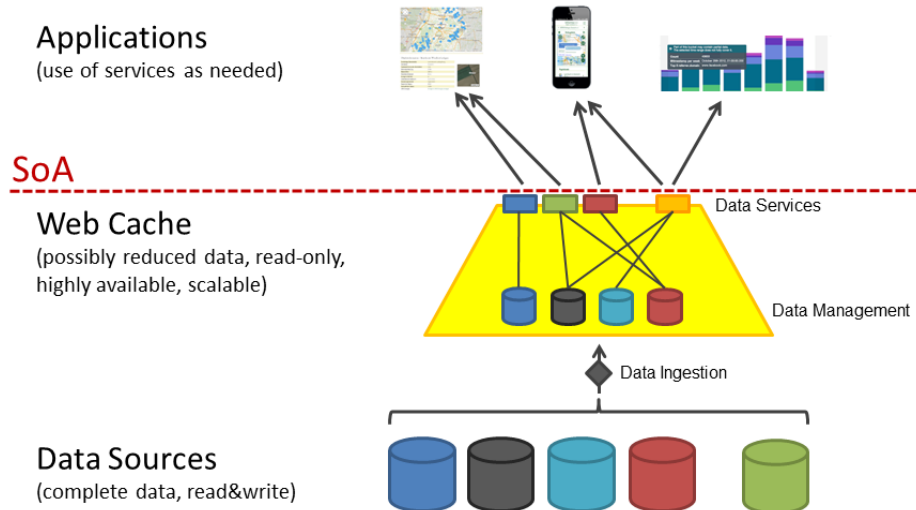 Applications
(use of services as needed)
SoA
Web Cache
(possibly reduced data, read-only,
highly available, scalable)
Data Services
Data Management
Data Ingestion
Data Sources
(complete data, read&write)